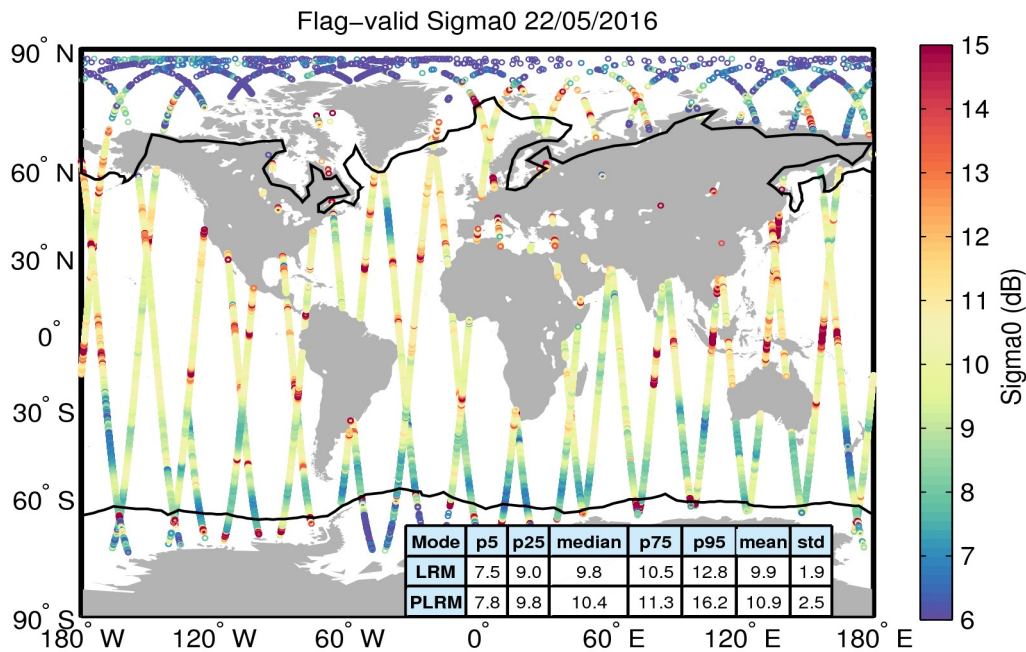 Flag-valid Sigma0 22/05/2016
90° N
60° N
30° N
0°
30° S
60° S
90° S
180° W
120° W
60° W
0°
60° E
120° E
180° E
15
14
13
12
11
10
9
8
7
6
Sigma0 (dB)
Mode p5 p25 median p75 p95 mean std
LRM 7.5 9.0 9.8 10.5 12.8 9.9 1.9
PLRM 7.8 9.8 10.4 11.3 16.2 10.9 2.5